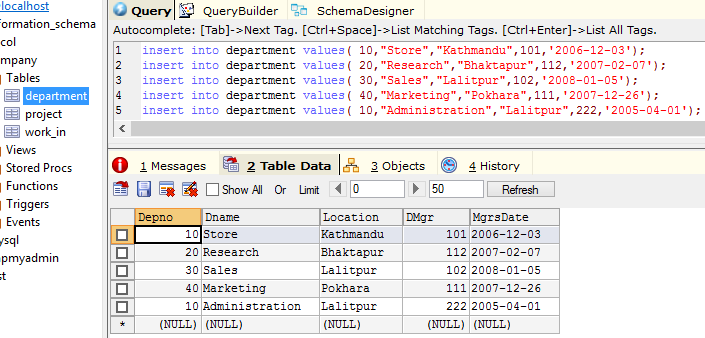 localhost
formation_schema
col
mpany
Tables
department
project
work_in
Views
Stored Procs
Functions
Triggers
Events
ysql
pmyadmin
st
Query QueryBuilder SchemaDesigner
Autocomplete: [Tab]->Next Tag. [Ctrl+Space]->List Matching Tags. [Ctrl+Enter]->List All Tags.
1 insert into department values( 10,"Store","Kathmandu",101,'2006-12-03');
2 insert into department values( 20,"Research","Bhaktupur",112,'2007-02-07');
3 insert into department values( 30,"Sales","Lalitpur",102,'2008-01-05');
4 insert into department values( 40,"Marketing","Pokhara",111,'2007-12-26');
5 insert into department values( 10,"Administration","Lalitpur",222,'2005-04-01');
1 Messages 2 Table Data 3 Objects 4 History
Show All Or Limit 0 50 Refresh
Depno Dname Location DMgr MgrsDate
10 Store Kathmandu 101 2006-12-03
20 Research Bhaktapur 112 2007-02-07
30 Sales Lalitpur 102 2008-01-05
40 Marketing Pokhara 111 2007-12-26
10 Administration Lalitpur 222 2005-04-01
* (NULL) (NULL) (NULL) (NULL) (NULL)